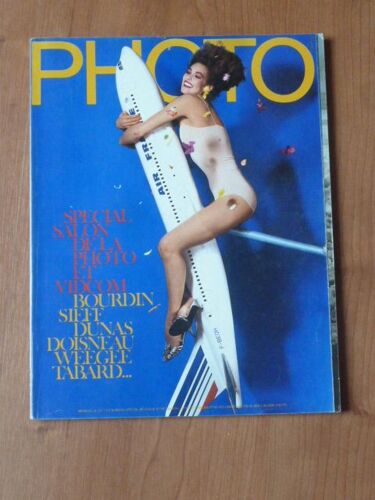 PHOTO
AIR FRANCE
SPECIAL
SALON
DE LA
PHOTO
ET
VIDCOM
BOURDIN
SIEFF
DUNAS
DOISNEAU
WEEGEE
TABARD...